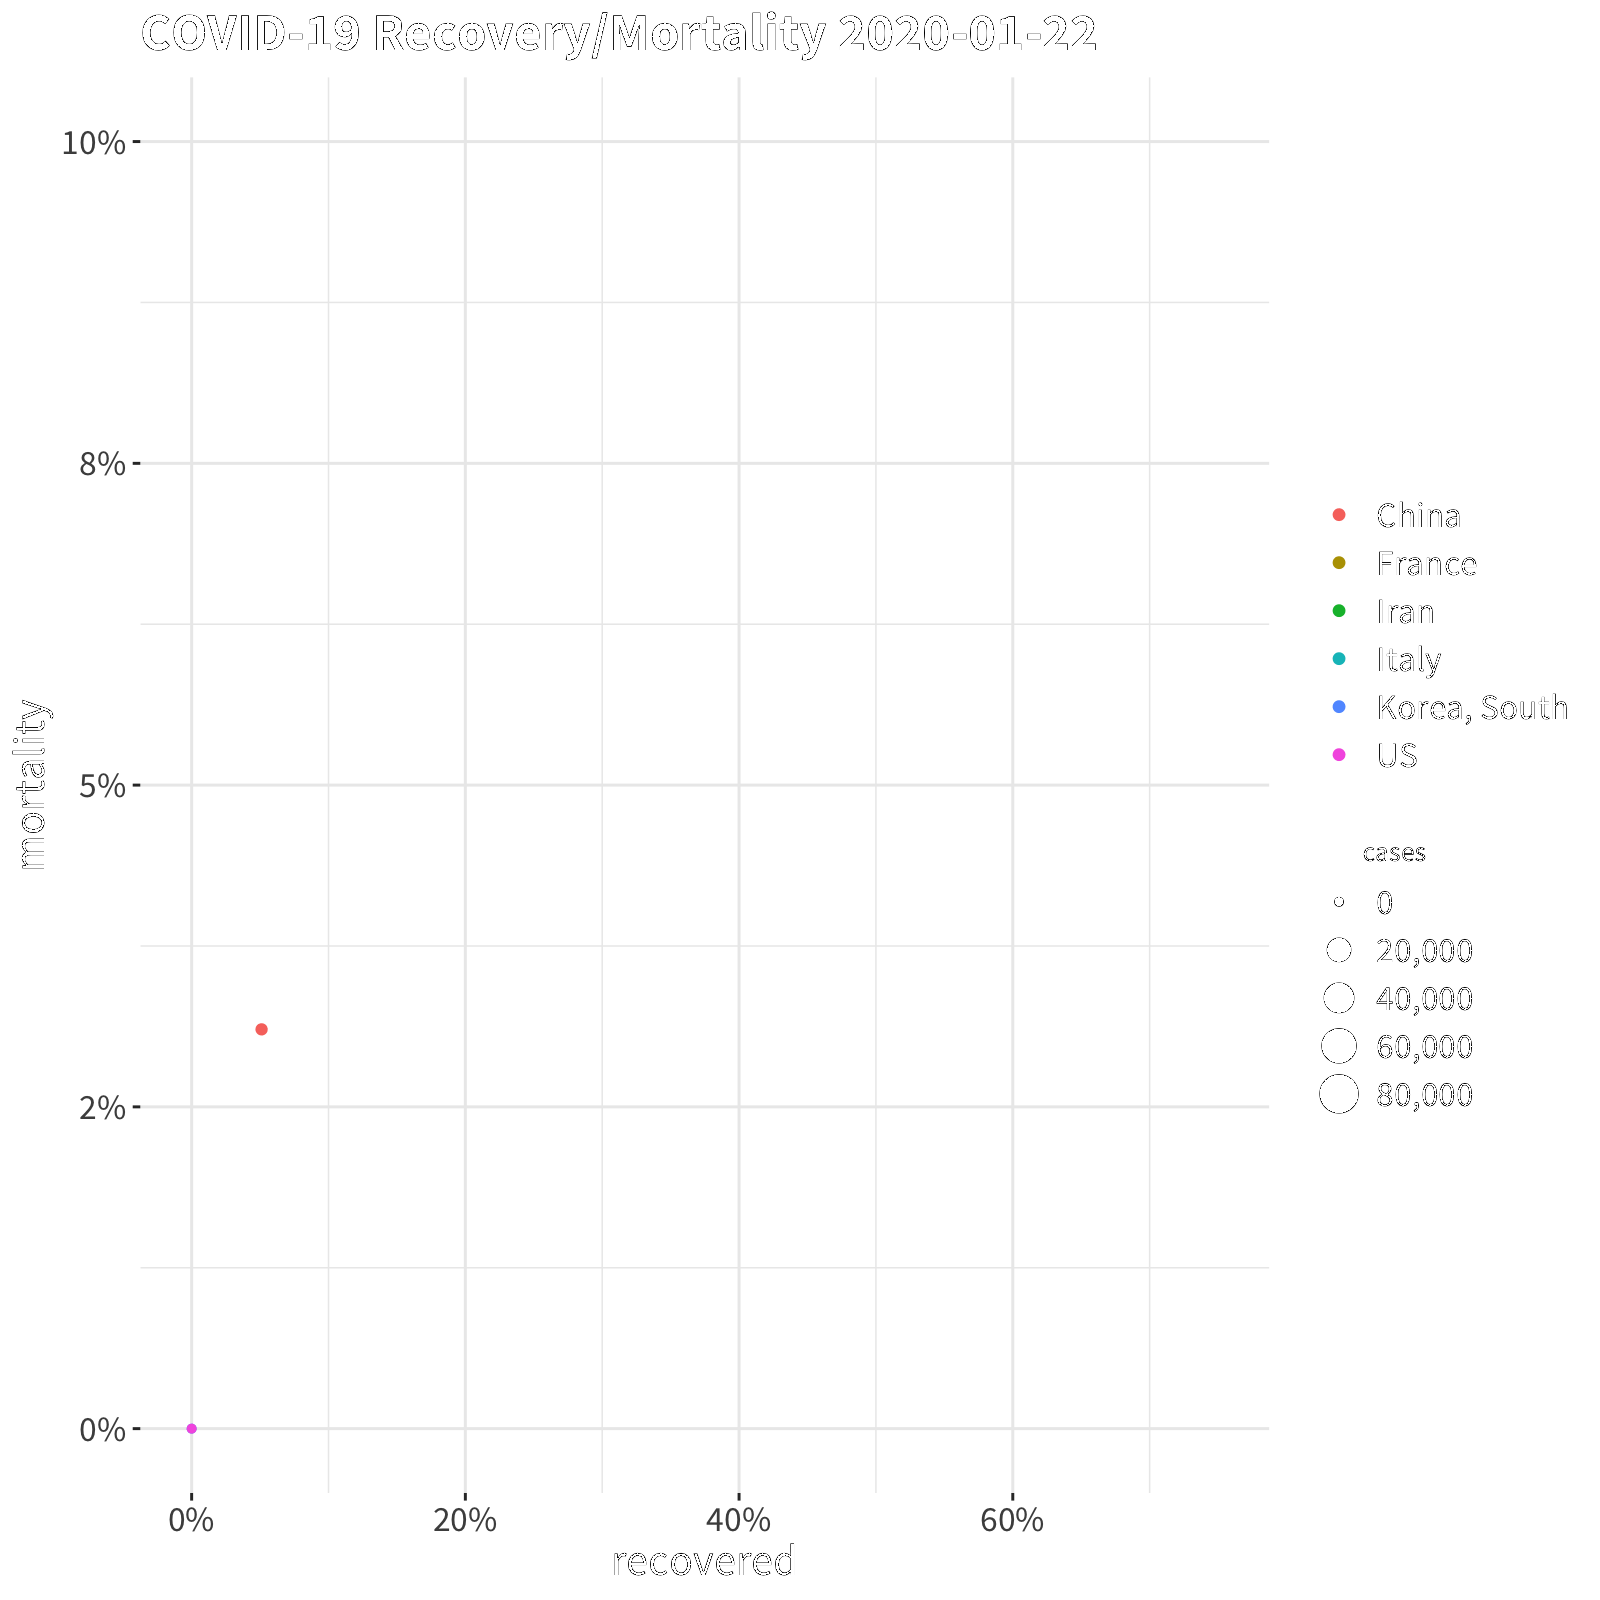 COVID-19 Recovery/Mortality 2020-01-22
10%
8%
5%
2%
0%
mortality
0% 20% 40% 60%
recovered
China
France
Iran
Italy
Korea, South
US
cases
0
20,000
40,000
60,000
80,000